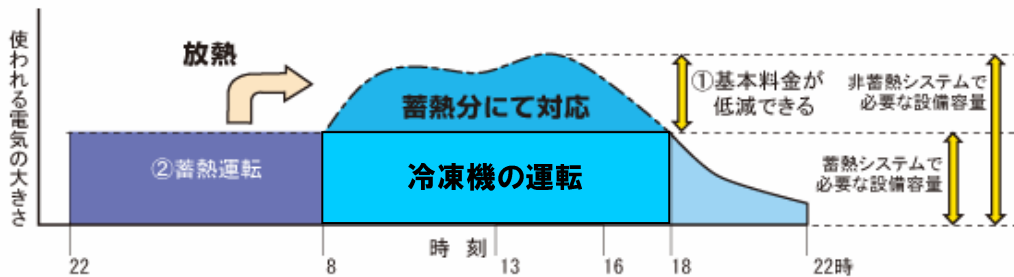 使われる電気の大きさ
放熱
蓄熱分にて対応
①基本料金が
低減できる
非蓄熱システムで
必要な設備容量
②蓄熱運転
冷凍機の運転
蓄熱システムで
必要な設備容量
時刻
22
8
13
16
18
22時